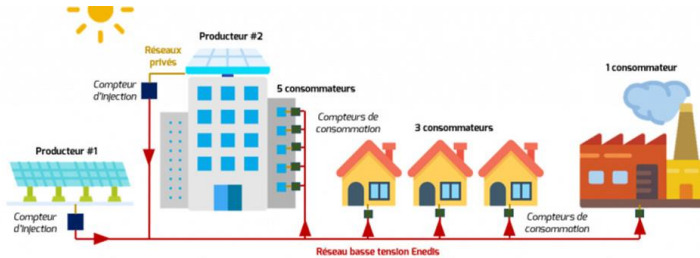 Producteur #2
Réseaux
privés
1 consommateur
Compteur
d'injection
5 consommateurs
Compteurs de
consommation
3 consommateurs
Producteur #1
Compteur
d'injection
Compteurs de
consommation
Réseau basse tension Enedis